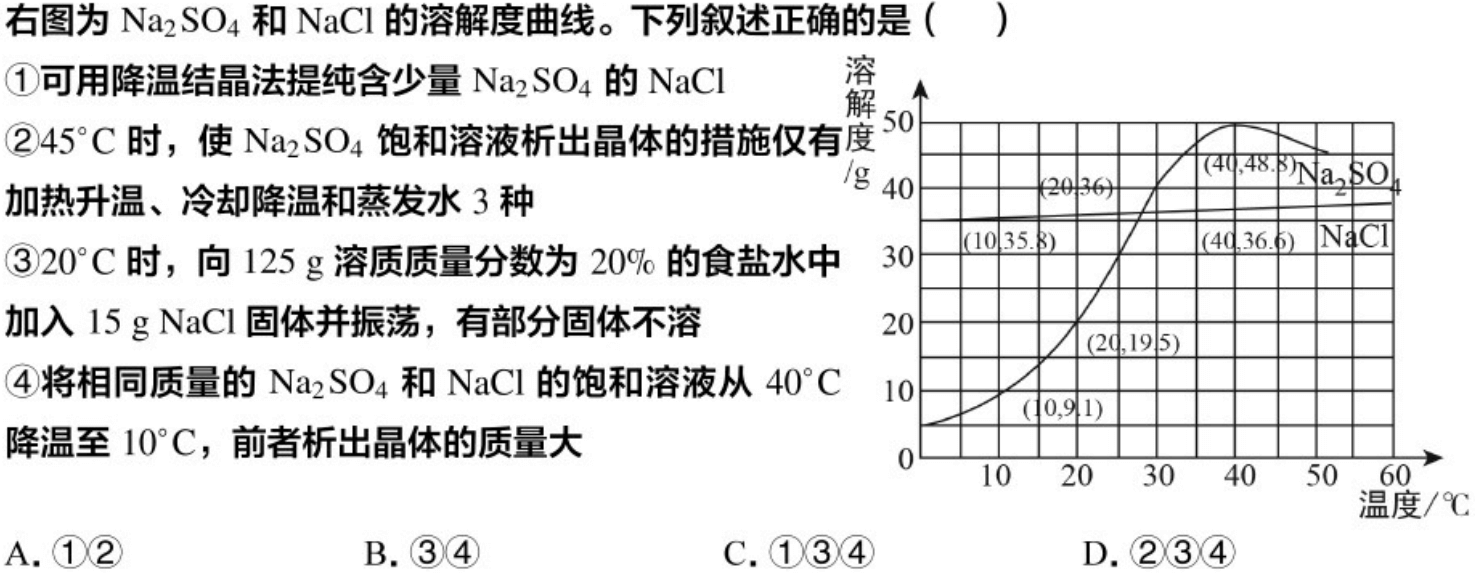 右图为 Na₂SO₄ 和 NaCl 的溶解度曲线。下列叙述正确的是 (    )
①可用降温结晶法提纯含少量 Na₂SO₄ 的 NaCl
②45°C 时，使 Na₂SO₄ 饱和溶液析出晶体的措施仅有
加热升温、冷却降温和蒸发水 3 种
③20°C 时，向 125 g 溶质质量分数为 20% 的食盐水中
加入 15 g NaCl 固体并振荡，有部分固体不溶
④将相同质量的 Na₂SO₄ 和 NaCl 的饱和溶液从 40°C
降温至 10°C，前者析出晶体的质量大
溶解度/g
50
(40,48.8) Na₂SO₄
40 (20,36)
(10,35.8) (40,36.6) NaCl
30
20
(20,19.5)
10
(10,9.1)
0 10 20 30 40 50 60
温度/℃
A. ①② B. ③④ C. ①③④ D. ②③④